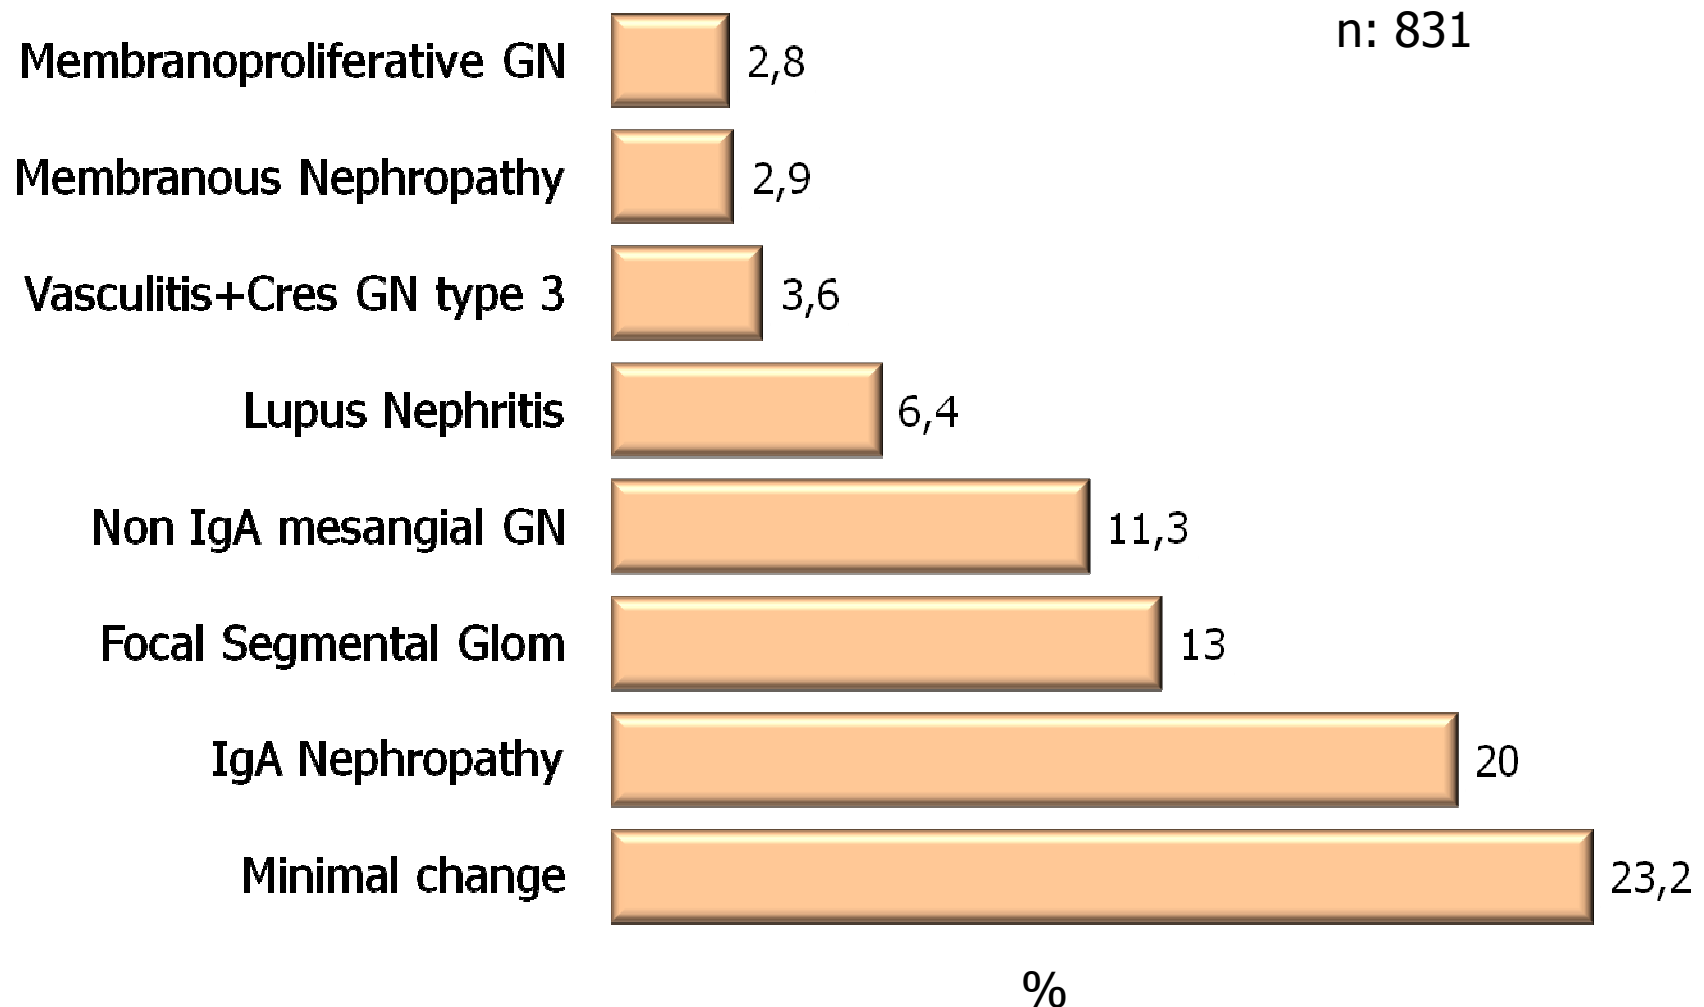 n: 831
Membranoproliferative GN 2,8
Membranous Nephropathy 2,9
Vasculitis+Cres GN type 3 3,6
Lupus Nephritis 6,4
Non IgA mesangial GN 11,3
Focal Segmental Glom 13
IgA Nephropathy 20
Minimal change 23,2
%